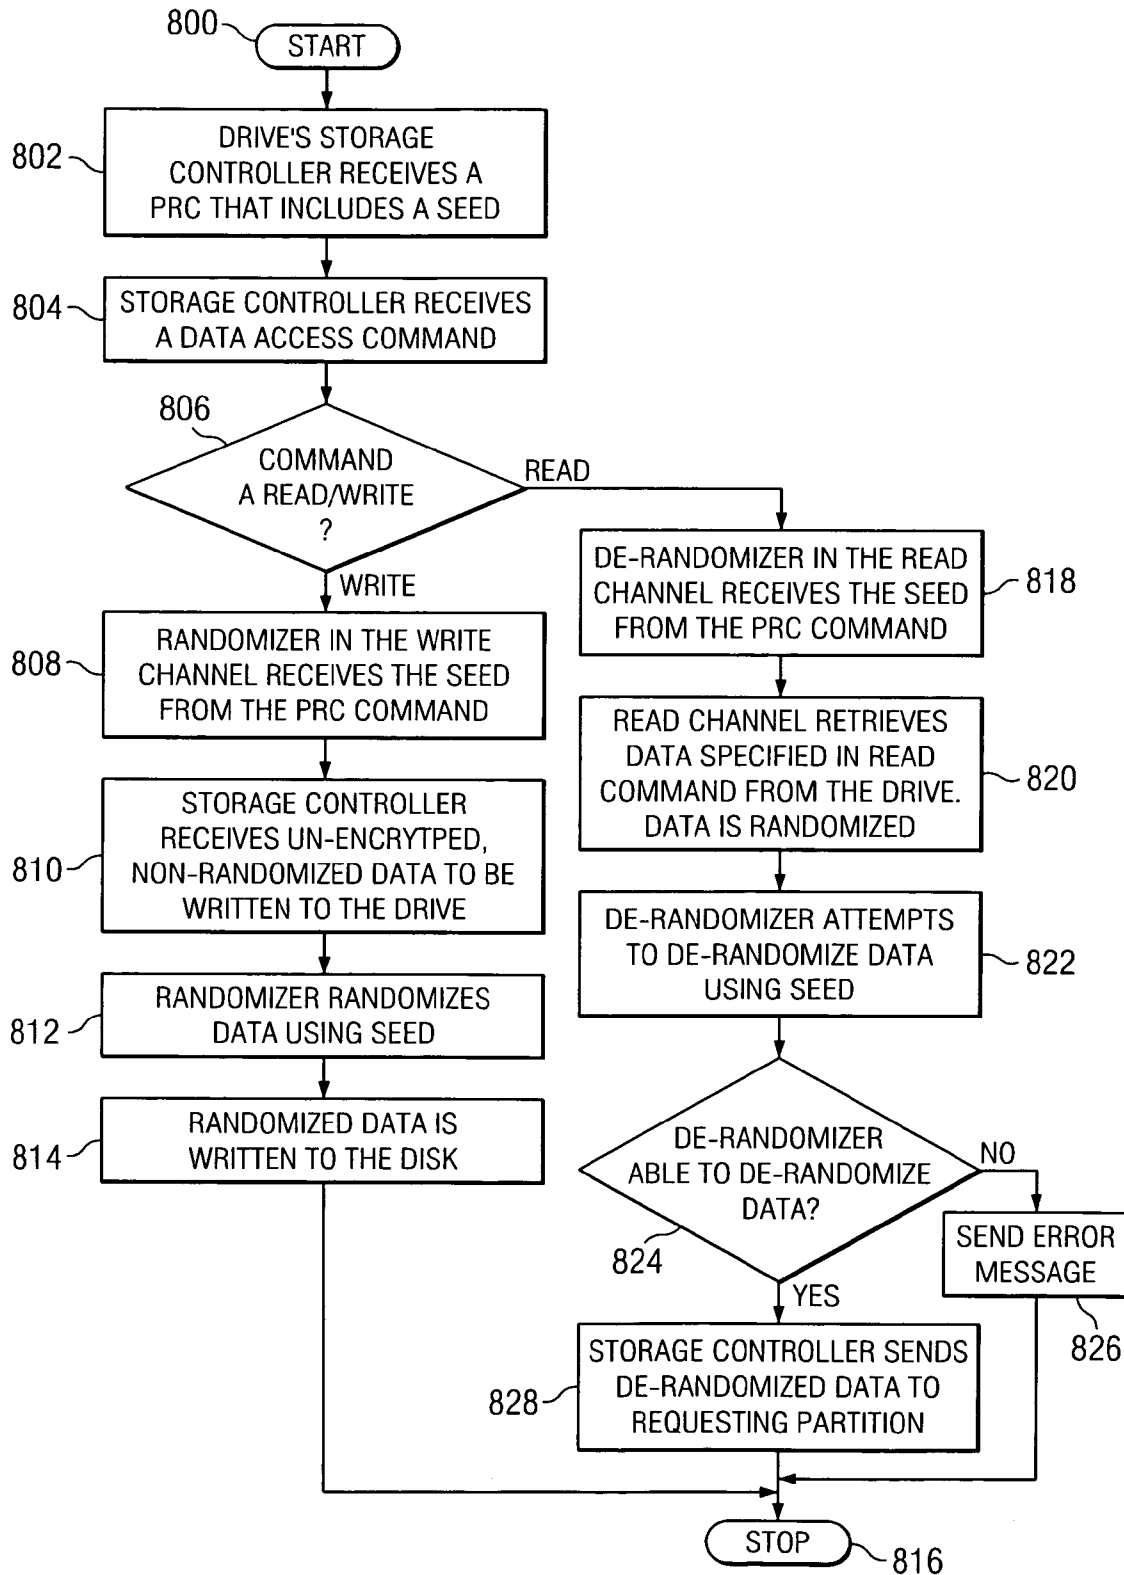 800
START
802
DRIVE'S STORAGE
CONTROLLER RECEIVES A
PRC THAT INCLUDES A SEED
804
STORAGE CONTROLLER RECEIVES
A DATA ACCESS COMMAND
806
COMMAND
A READ/WRITE
?
READ
WRITE
808
RANDOMIZER IN THE WRITE
CHANNEL RECEIVES THE SEED
FROM THE PRC COMMAND
810
STORAGE CONTROLLER
RECEIVES UN-ENCRYTPED,
NON-RANDOMIZED DATA TO BE
WRITTEN TO THE DRIVE
812
RANDOMIZER RANDOMIZES
DATA USING SEED
814
RANDOMIZED DATA IS
WRITTEN TO THE DISK
DE-RANDOMIZER IN THE READ
CHANNEL RECEIVES THE SEED
FROM THE PRC COMMAND
818
READ CHANNEL RETRIEVES
DATA SPECIFIED IN READ
COMMAND FROM THE DRIVE.
DATA IS RANDOMIZED
820
DE-RANDOMIZER ATTEMPTS
TO DE-RANDOMIZE DATA
USING SEED
822
DE-RANDOMIZER
ABLE TO DE-RANDOMIZE
DATA?
824
NO
SEND ERROR
MESSAGE
826
YES
828
STORAGE CONTROLLER SENDS
DE-RANDOMIZED DATA TO
REQUESTING PARTITION
STOP
816